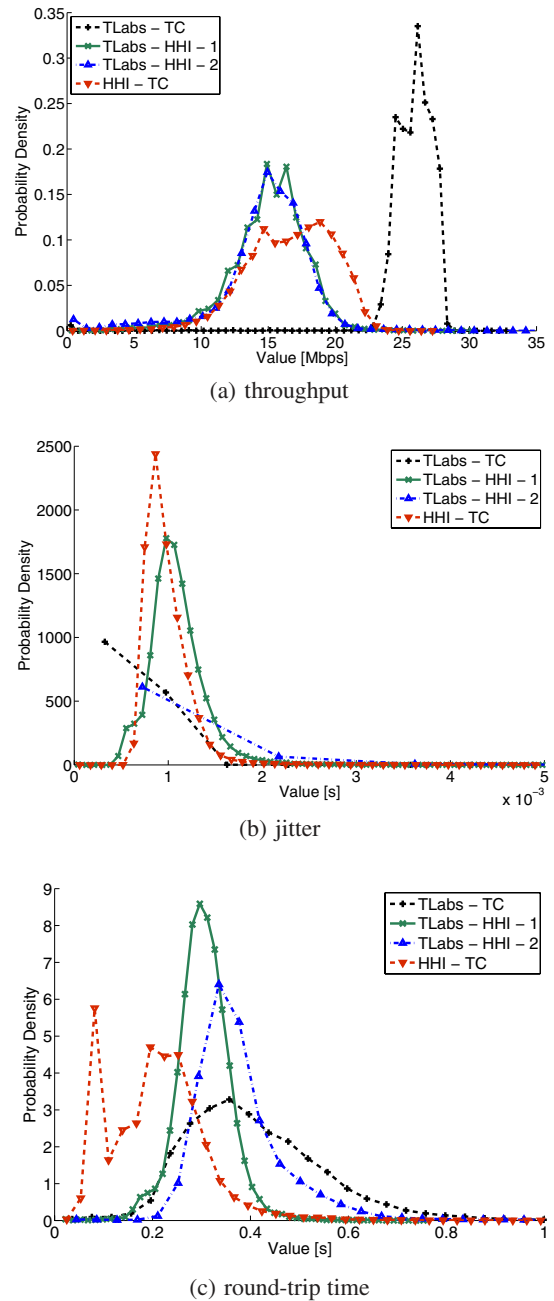 TLabs − TC
TLabs − HHI − 1
TLabs − HHI − 2
HHI − TC
Probability Density
0.35
0.3
0.25
0.2
0.15
0.1
0.05
0
0 5 10 15 20 25 30 35
Value [Mbps]
(a) throughput
TLabs − TC
TLabs − HHI − 1
TLabs − HHI − 2
HHI − TC
Probability Density
2500
2000
1500
1000
500
0
0 1 2 3 4 5
Value [s]
x 10−3
(b) jitter
TLabs − TC
TLabs − HHI − 1
TLabs − HHI − 2
HHI − TC
Probability Density
9
8
7
6
5
4
3
2
1
0
0 0.2 0.4 0.6 0.8 1
Value [s]
(c) round-trip time